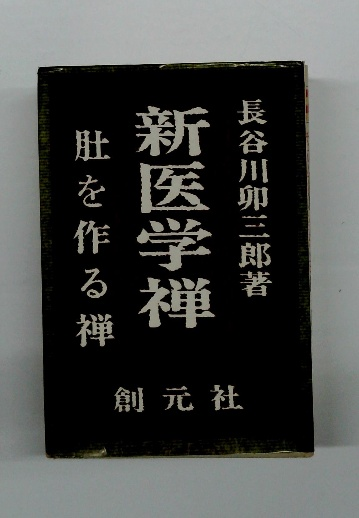 長谷川卯三郎著
新医学禅
肚を作る禅
創元社